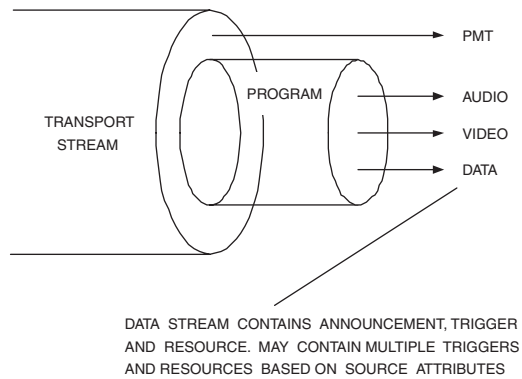 PMT
PROGRAM
AUDIO
TRANSPORT
STREAM
VIDEO
DATA
DATA STREAM CONTAINS ANNOUNCEMENT, TRIGGER
AND RESOURCE. MAY CONTAIN MULTIPLE TRIGGERS
AND RESOURCES BASED ON SOURCE ATTRIBUTES